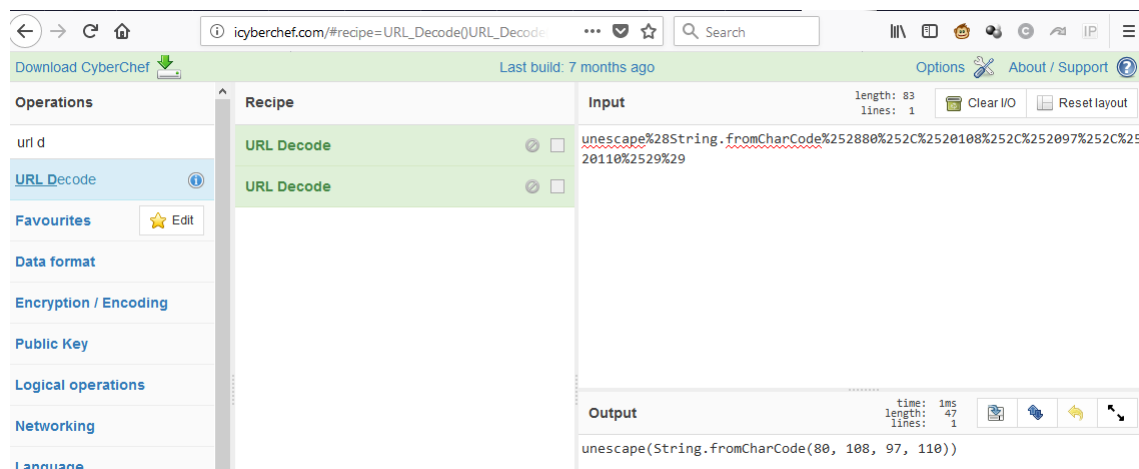 icyberchef.com/#recipe=URL_Decode()URL_Decode
Search
IP
Download CyberChef
Last build: 7 months ago
Options
About / Support
Operations
url d
URL Decode
Favourites
Edit
Data format
Encryption / Encoding
Public Key
Logical operations
Networking
Language
Recipe
URL Decode
URL Decode
Input
length: 83
lines: 1
Clear I/O
Reset layout
unescape%28String.fromCharCode%252880%252C%2520108%252C%252097%252C%25
20110%2529%29
Output
time: 1ms
length: 47
lines: 1
unescape(String.fromCharCode(80, 108, 97, 110))